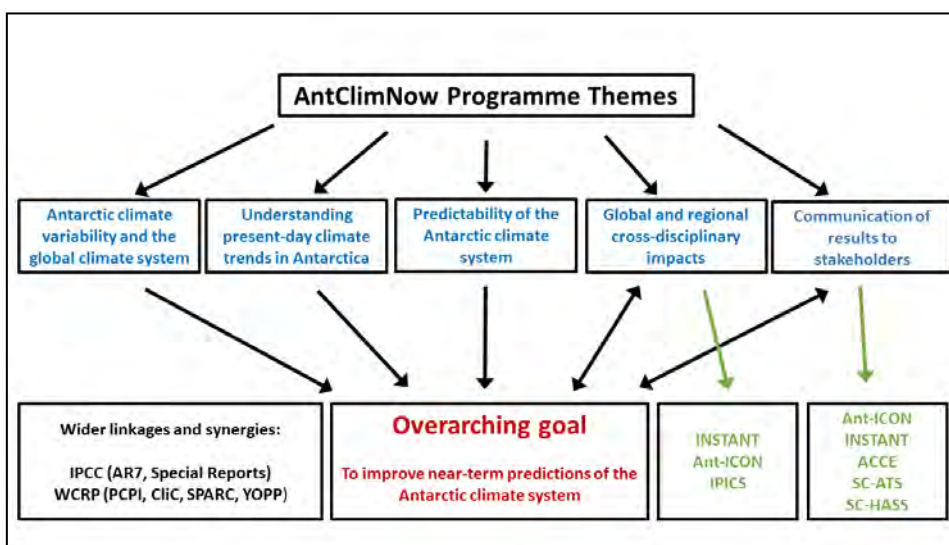 AntClimNow Programme Themes
Antarctic climate
variability and the
global climate system
Understanding
present-day climate
trends in Antarctica
Predictability of the
Antarctic climate
system
Global and regional
cross-disciplinary
impacts
Communication of
results to
stakeholders
Wider linkages and synergies:
IPCC (AR7, Special Reports)
WCRP (PCPI, CliC, SPARC, YOPP)
Overarching goal
To improve near-term predictions of the
Antarctic climate system
INSTANT
Ant-ICON
IPICS
Ant-ICON
INSTANT
ACCE
SC-ATS
SC-HASS